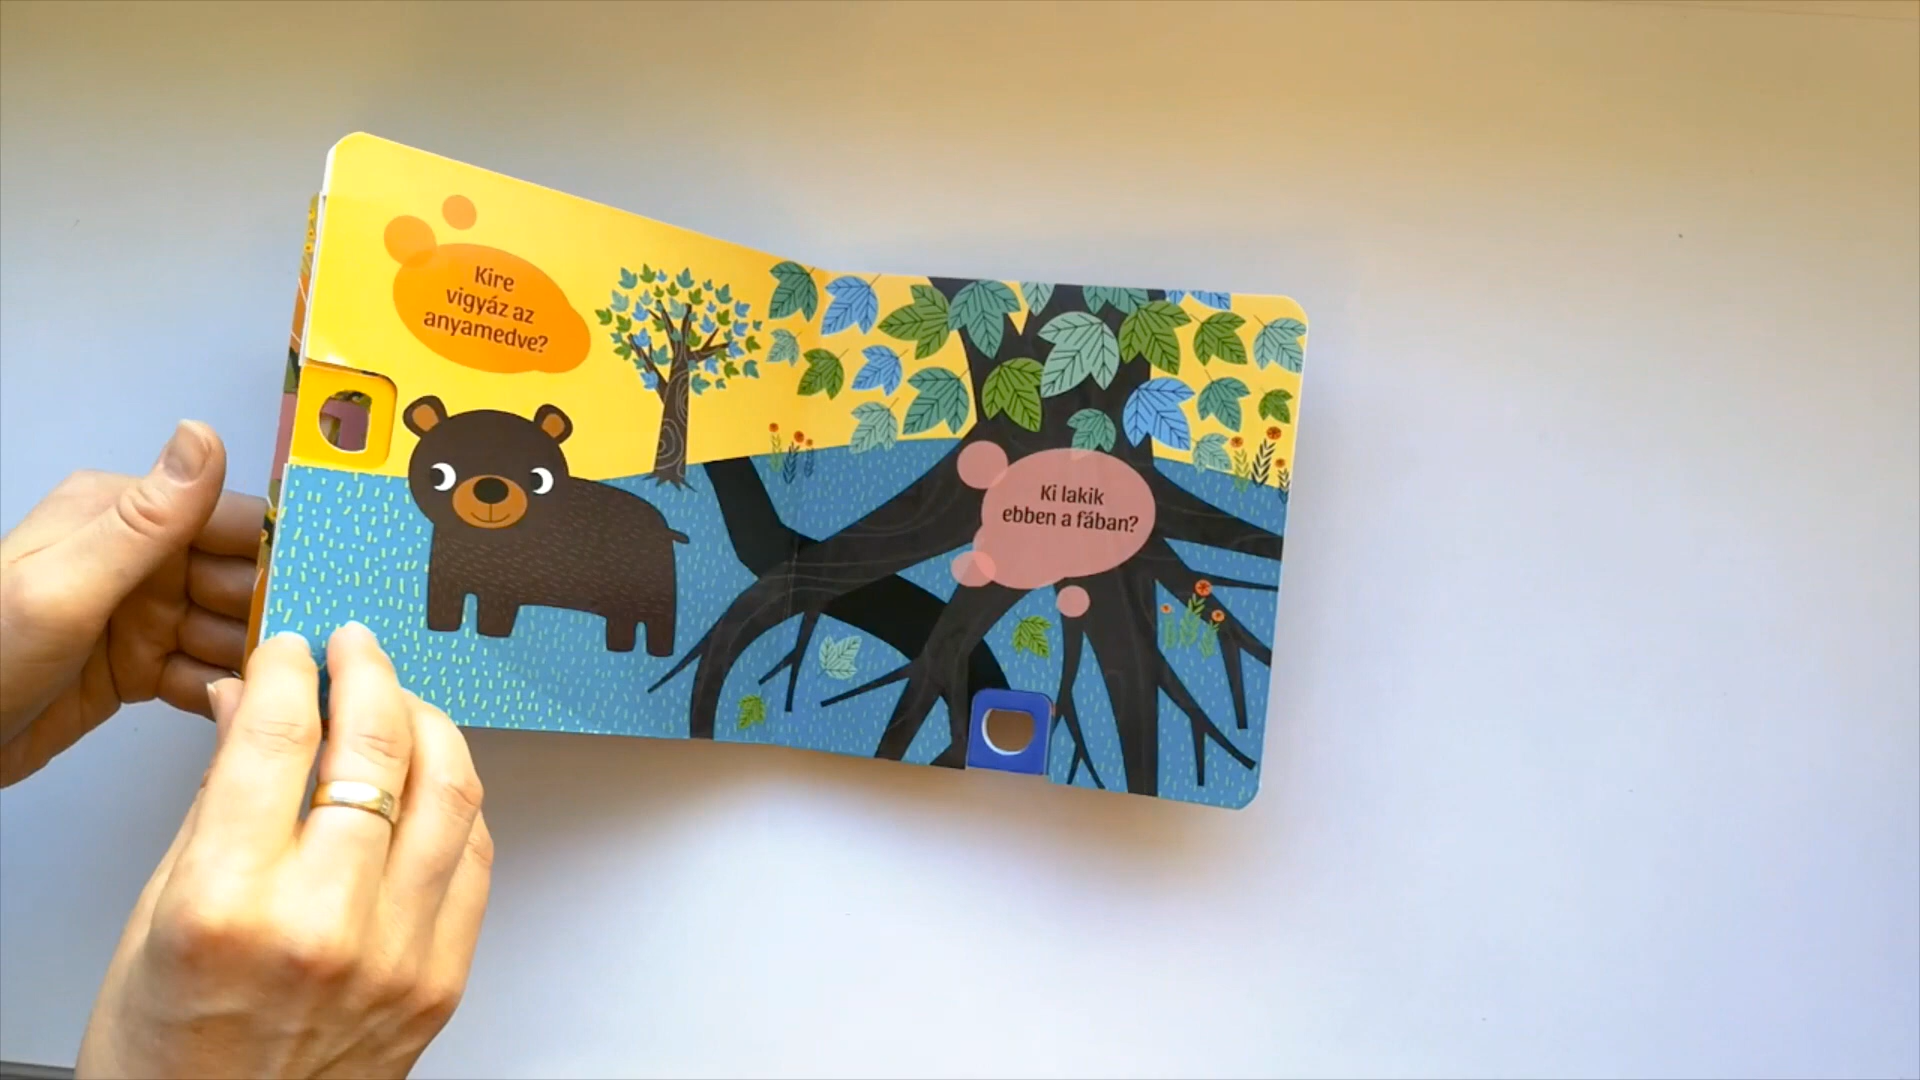 Kire
vigyáz az
anyamedve?
Ki lakik
ebben a fában?